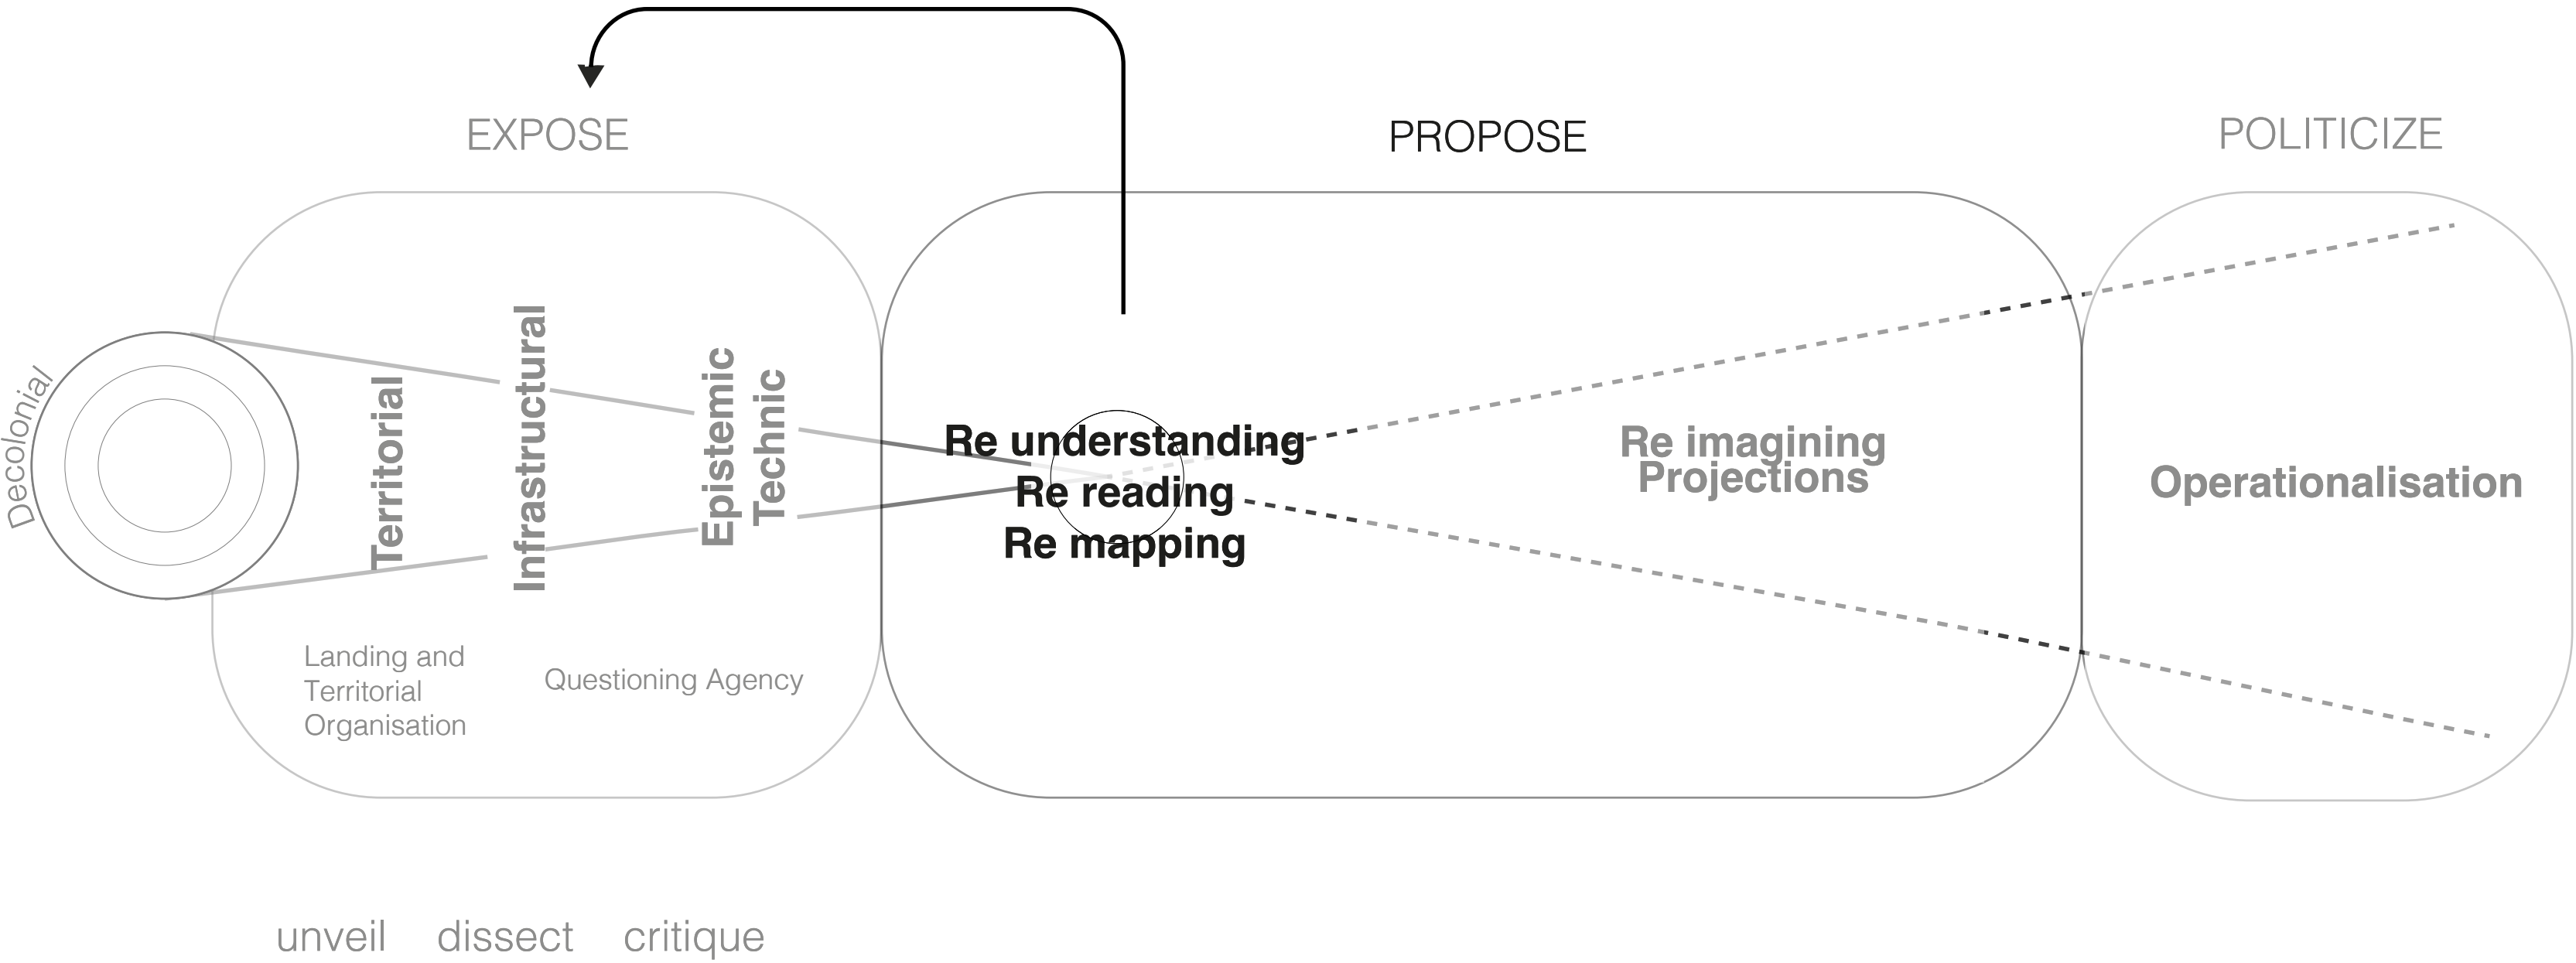 EXPOSE
PROPOSE
POLITICIZE
Decolonial
Territorial
Infrastructural
Epistemic
Technic
Re understanding
Re reading
Re mapping
Re imagining
Projections
Operationalisation
Landing and
Territorial
Organisation
Questioning Agency
unveil dissect critique